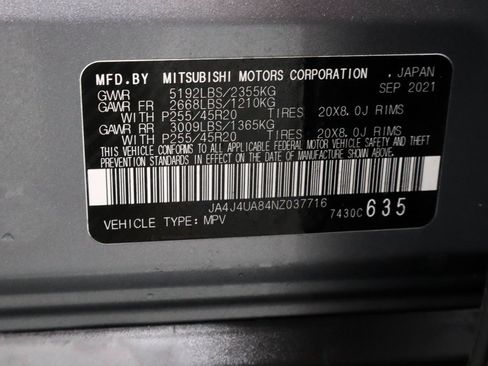 MFD.BY MITSUBISHI MOTORS CORPORATION , JAPAN
GWWR 5192LBS/2355KG SEP 2021
GAWR FR 2668LBS/1210KG
WITH P255/45R20 TIRES 20X8.0J RIMS
GAWR RR 3009LBS/1365KG
WITH P255/45R20 TIRES 20X8.0J RIMS
THIS VEHICLE CONFORMS TO ALL APPLICABLE FEDERAL MOTOR VEHICLE SAFETY AND THEFT
PREVENTION STANDARDS IN EFFECT ON THE DATE OF MANUFACTURE SHOWN ABOVE.
JA4J4UA84NZ037716
VEHICLE TYPE: MPV 7430C 635